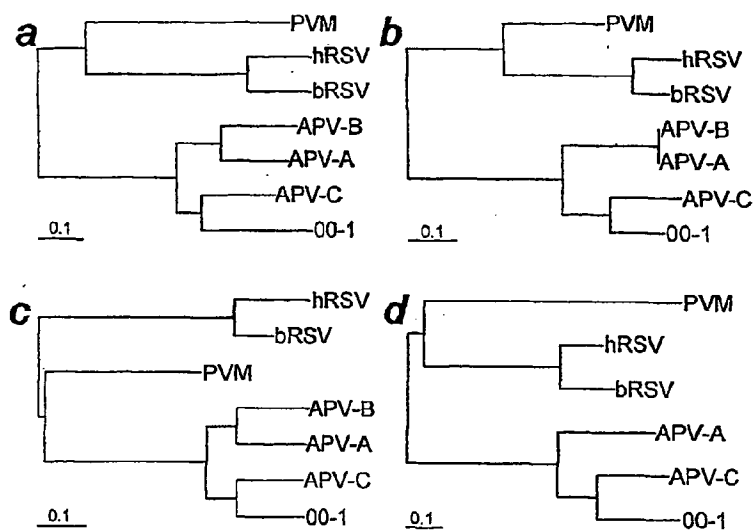 a
PVM
hRSV
bRSV
APV-B
APV-A
APV-C
00-1
0.1
b
PVM
hRSV
bRSV
APV-B
APV-A
APV-C
00-1
0.1
c
hRSV
bRSV
PVM
APV-B
APV-A
APV-C
00-1
0.1
d
PVM
hRSV
bRSV
APV-A
APV-C
00-1
0.1